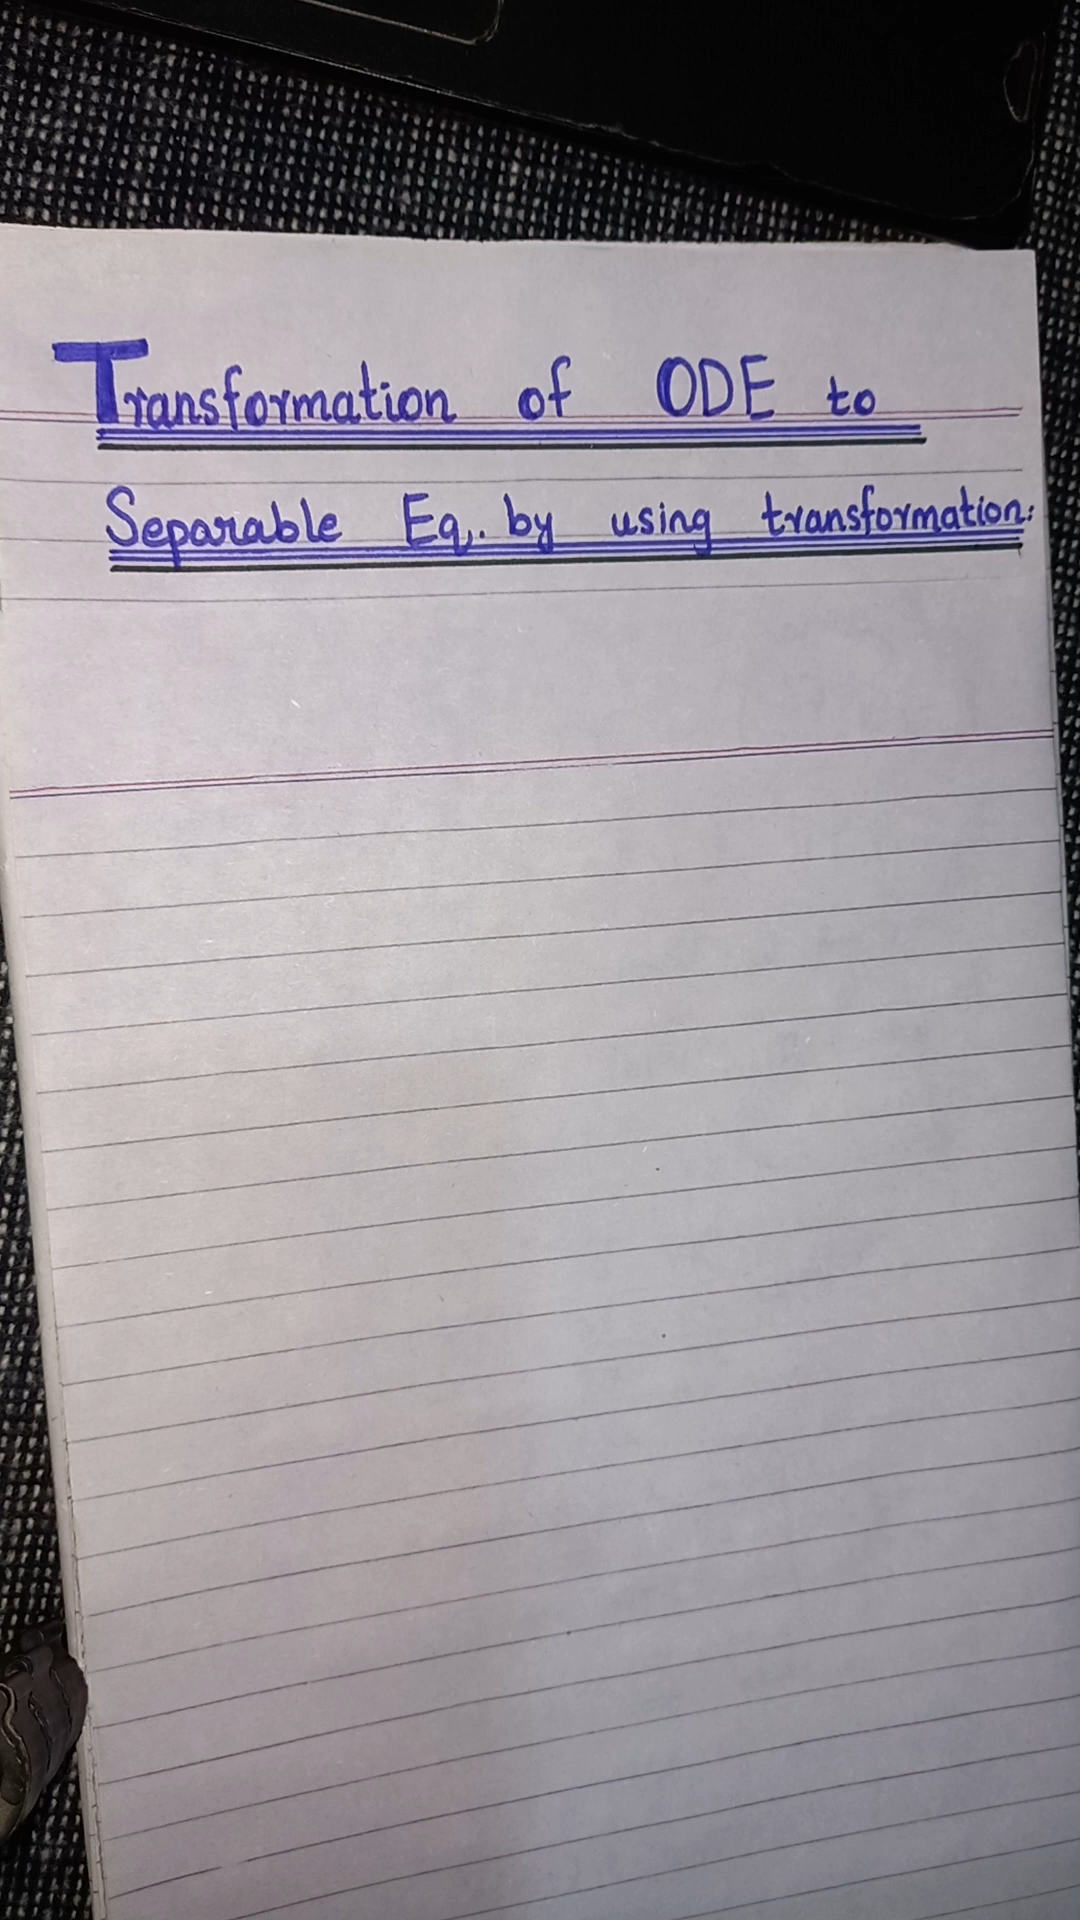 Transformation of ODE to
Separable Eq. by using transformation: